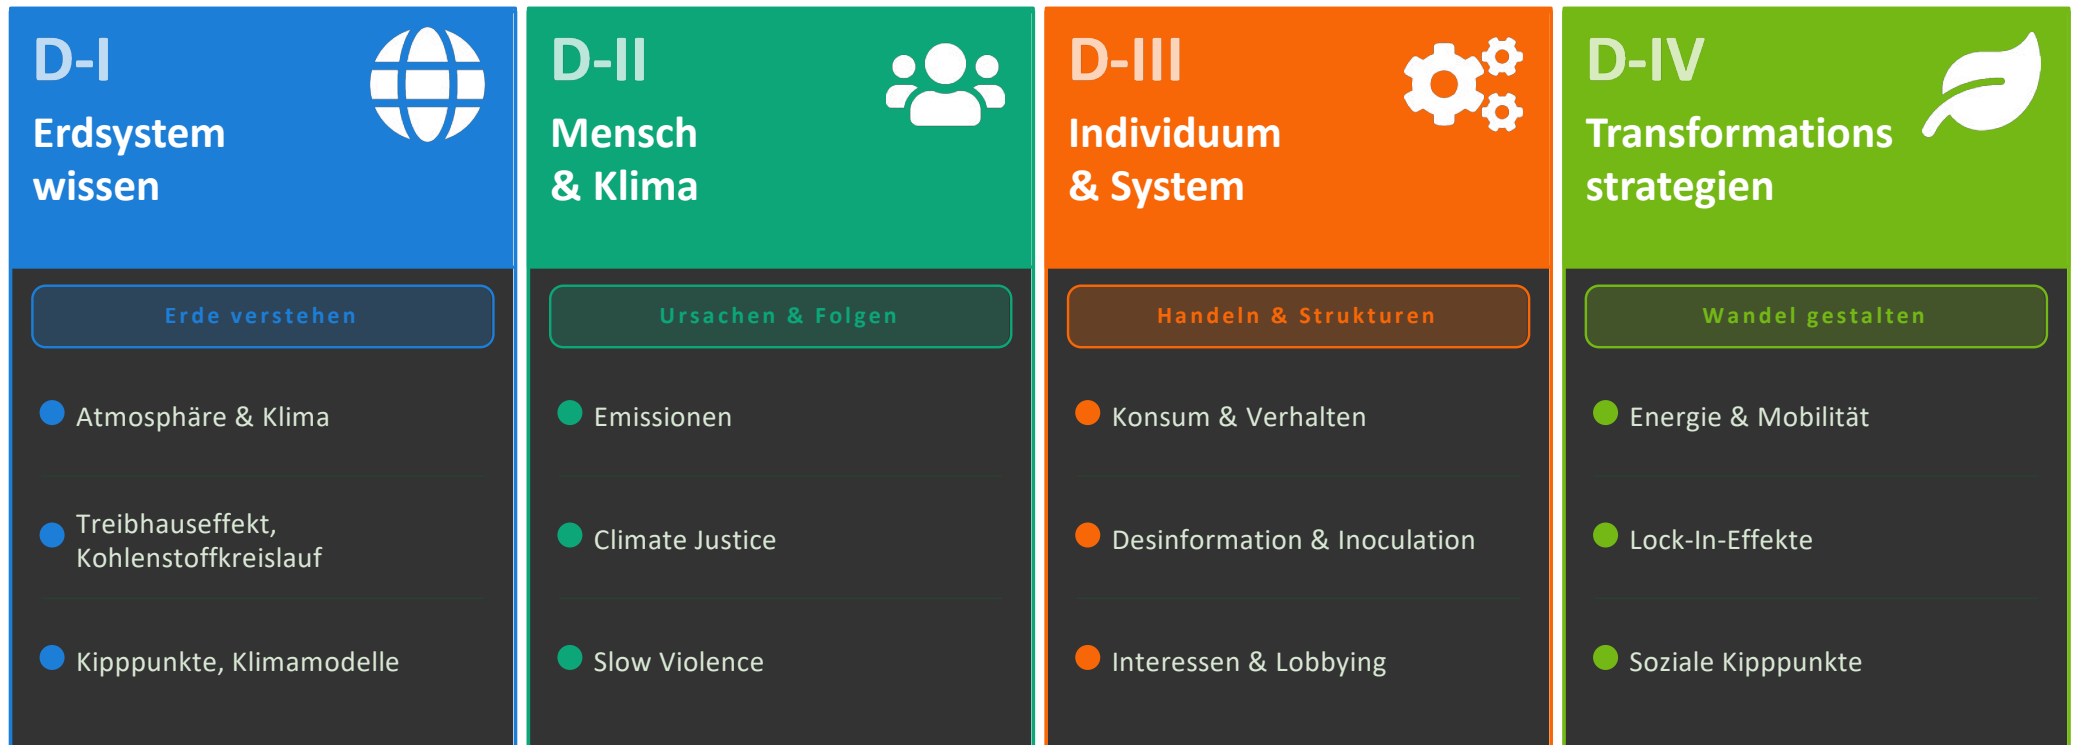 D-I
Erdsystem
wissen
Erde verstehen
Atmosphäre & Klima
Treibhauseffekt,
Kohlenstoffkreislauf
Kipppunkte, Klimamodelle
D-II
Mensch
& Klima
Ursachen & Folgen
Emissionen
Climate Justice
Slow Violence
D-III
Individuum
& System
Handeln & Strukturen
Konsum & Verhalten
Desinformation & Inoculation
Interessen & Lobbying
D-IV
Transformations
strategien
Wandel gestalten
Energie & Mobilität
Lock-In-Effekte
Soziale Kipppunkte